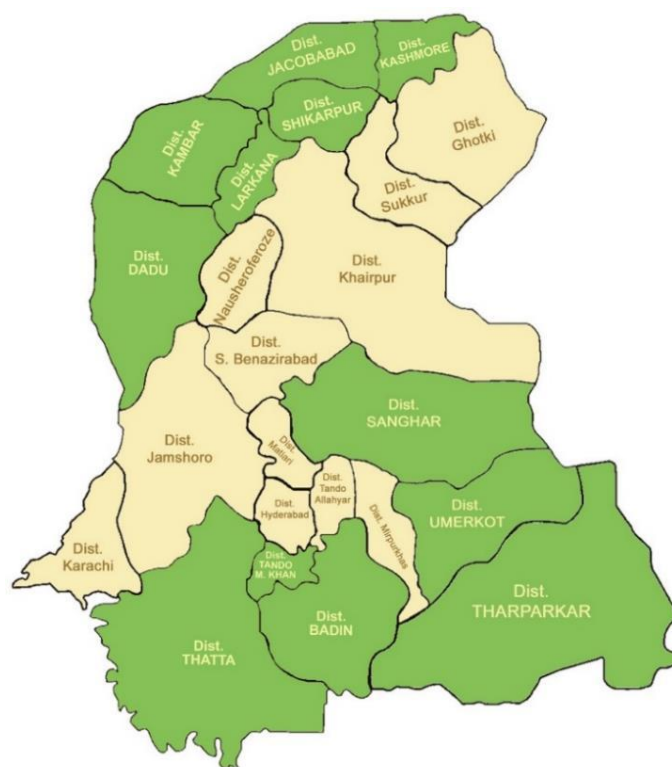 Dist.
JACOBABAD
Dist.
KASHMORE
Dist.
SHIKARPUR
Dist.
Ghotki
Dist.
KAMBAR
Dist.
LARKANA
Dist.
Sukkur
Dist.
DADU
Dist.
Nausheroferoze
Dist.
Khairpur
Dist.
S. Benazirabad
Dist.
SANGHAR
Dist.
Matiari
Dist.
Jamshoro
Dist.
Tando
Allahyar
Dist.
Hyderabad
Dist. Mirpurkhas
Dist.
UMERKOT
Dist.
Karachi
Dist.
TANDO
M. KHAN
Dist.
THARPARKAR
Dist.
BADIN
Dist.
THATTA